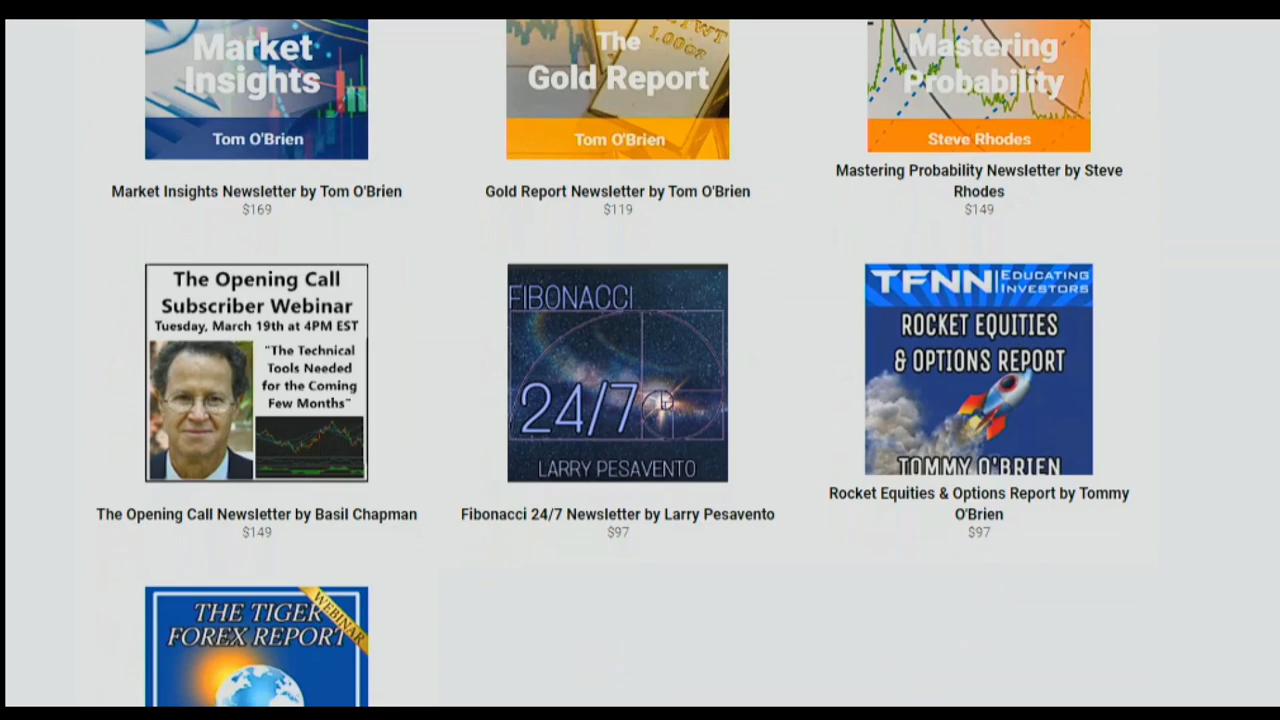 Market
Insights
Tom O'Brien
Market Insights Newsletter by Tom O'Brien
$169
TWT
1.00oz
The
Gold Report
Tom O'Brien
Gold Report Newsletter by Tom O'Brien
$119
Mastering
Probability
Steve Rhodes
Mastering Probability Newsletter by Steve
Rhodes
$149
The Opening Call
Subscriber Webinar
Tuesday, March 19th at 4PM EST
"The Technical
Tools Needed
for the Coming
Few Months"
The Opening Call Newsletter by Basil Chapman
$149
FIBONACCI
24/7
LARRY PESAVENTO
Fibonacci 24/7 Newsletter by Larry Pesavento
$97
TFNN EDUCATING
INVESTORS
ROCKET EQUITIES
& OPTIONS REPORT
TOMMY O'BRIEN
Rocket Equities & Options Report by Tommy
O'Brien
$97
WEBINAR
THE TIGER
FOREX REPORT